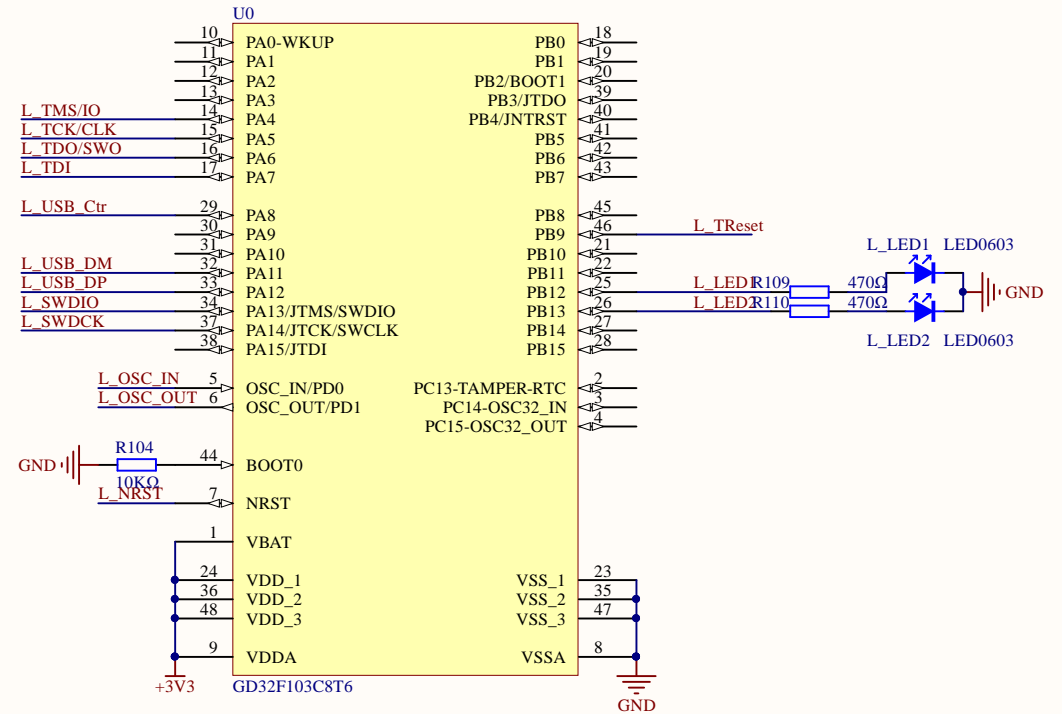 U0
10 PA0-WKUP PB0 18
11 PA1 PB1 19
12 PA2 PB2/BOOT1 20
13 PA3 PB3/JTDO 39
L_TMS/IO 14 PA4 PB4/JNTRST 40
L_TCK/CLK 15 PA5 PB5 41
L_TDO/SWO 16 PA6 PB6 42
L_TDI 17 PA7 PB7 43
L_USB_Ctr 29 PA8 PB8 45
30 PA9 PB9 46 L_TReset
31 PA10 PB10 21
L_LED1 LED0603
L_USB_DM 32 PA11 PB11 22
L_USB_DP 33 PA12 PB12 25 L_LED1 R109 470Ω GND
L_SWDIO 34 PA13/JTMS/SWDIO PB13 26 L_LED2 R110 470Ω
L_SWDCK 37 PA14/JTCK/SWCLK PB14 27
L_LED2 LED0603
38 PA15/JTDI PB15 28
L_OSC_IN 5 OSC_IN/PD0 PC13-TAMPER-RTC 2
L_OSC_OUT 6 OSC_OUT/PD1 PC14-OSC32_IN 3
PC15-OSC32_OUT 4
R104
GND 44 BOOT0
10KΩ
L_NRST 7 NRST
1 VBAT
24 VDD_1 VSS_1 23
36 VDD_2 VSS_2 35
48 VDD_3 VSS_3 47
9 VDDA VSSA 8
+3V3 GD32F103C8T6
GND